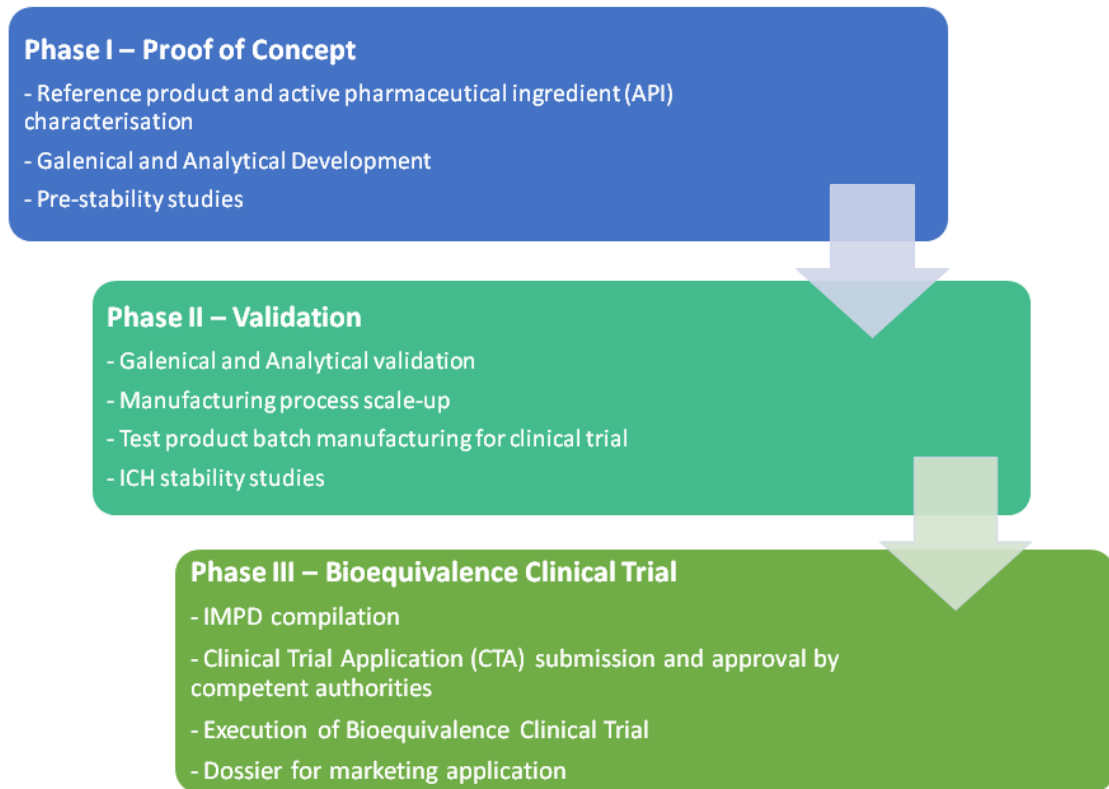 Phase I – Proof of Concept
- Reference product and active pharmaceutical ingredient (API)
characterisation
- Galenical and Analytical Development
- Pre-stability studies
Phase II – Validation
- Galenical and Analytical validation
- Manufacturing process scale-up
- Test product batch manufacturing for clinical trial
- ICH stability studies
Phase III – Bioequivalence Clinical Trial
- IMPD compilation
- Clinical Trial Application (CTA) submission and approval by
competent authorities
- Execution of Bioequivalence Clinical Trial
- Dossier for marketing application